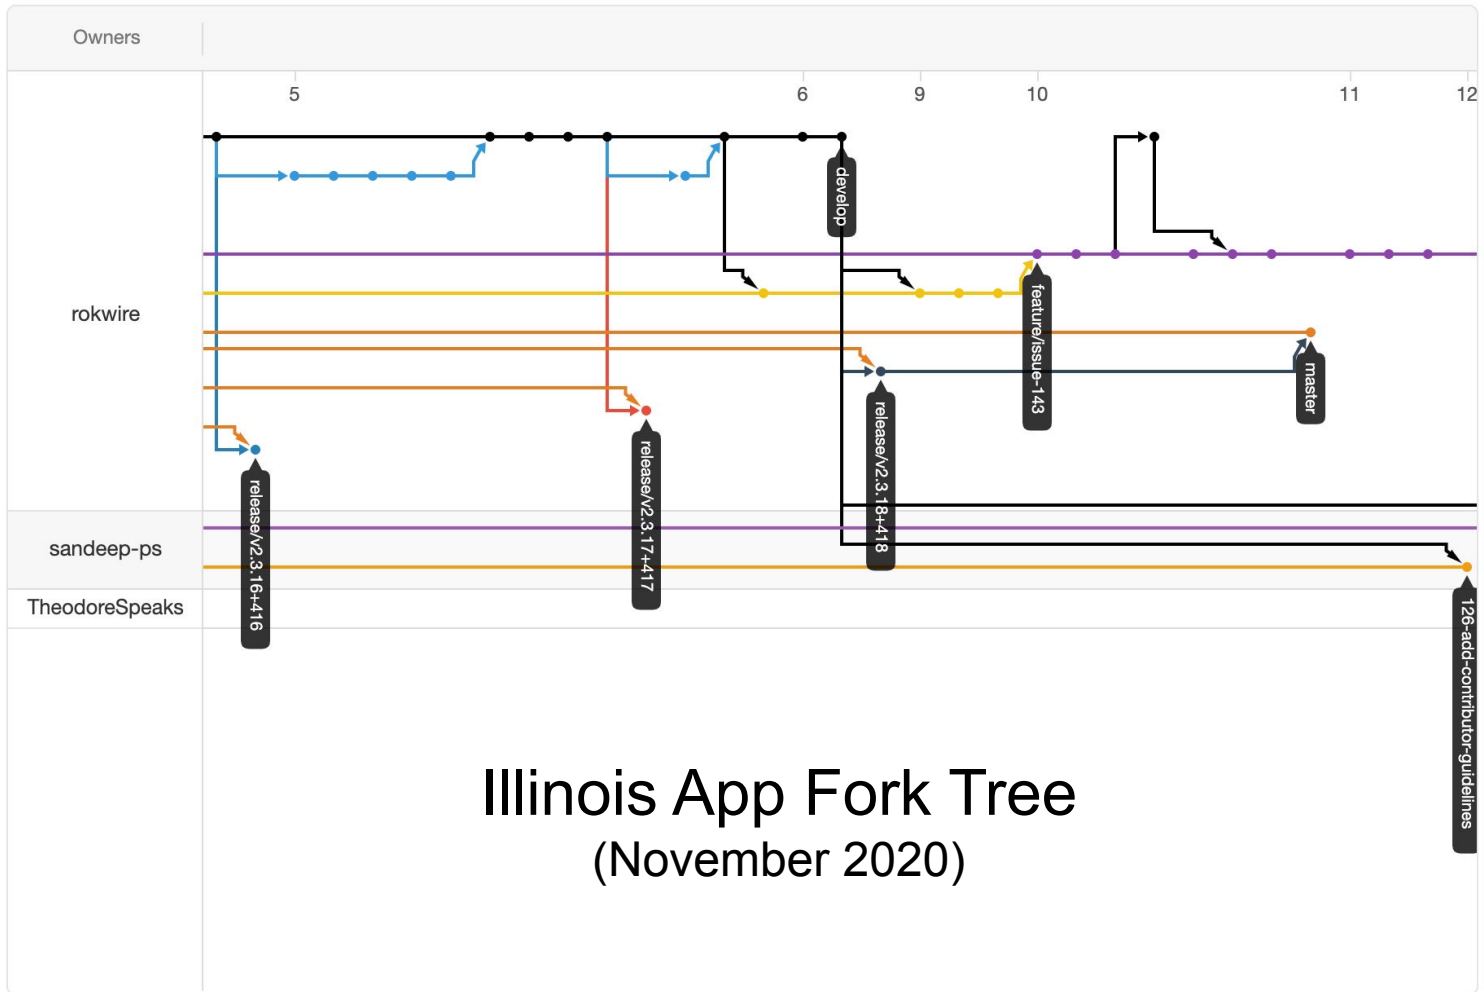 Owners
5 6 9 10 11 12
develop
rokwire
feature/issue-143
master
release/v2.3.18+418
release/v2.3.17+417
release/v2.3.16+416
sandeep-ps
TheodoreSpeaks
126-add-contributor-guidelines
Illinois App Fork Tree
(November 2020)